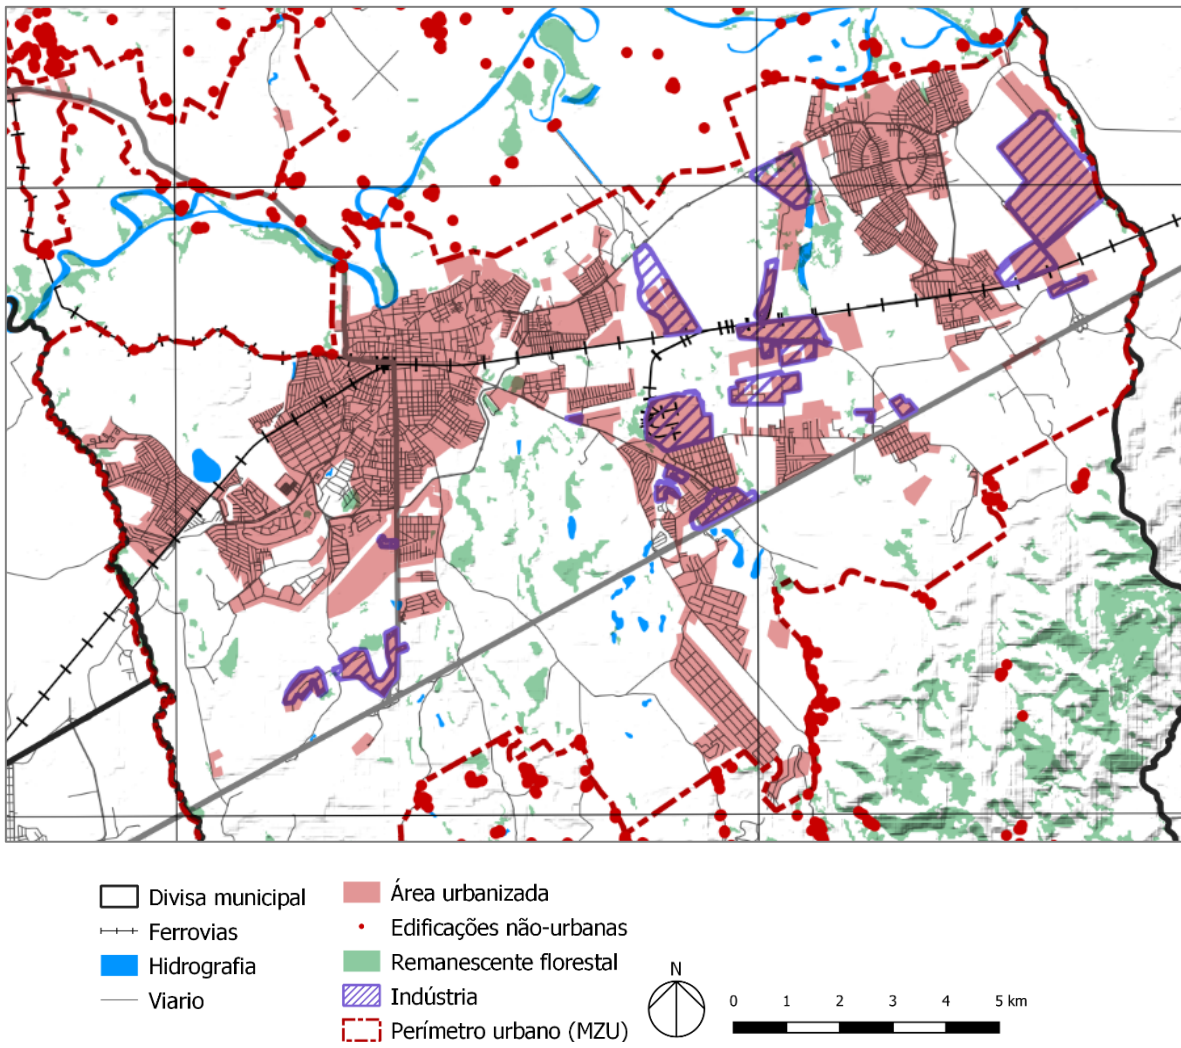 Divisa municipal
Ferrovias
Hidrografia
Viario
Área urbanizada
Edificações não-urbanas
Remanescente florestal
Indústria
Perímetro urbano (MZU)
N
0 1 2 3 4 5 km